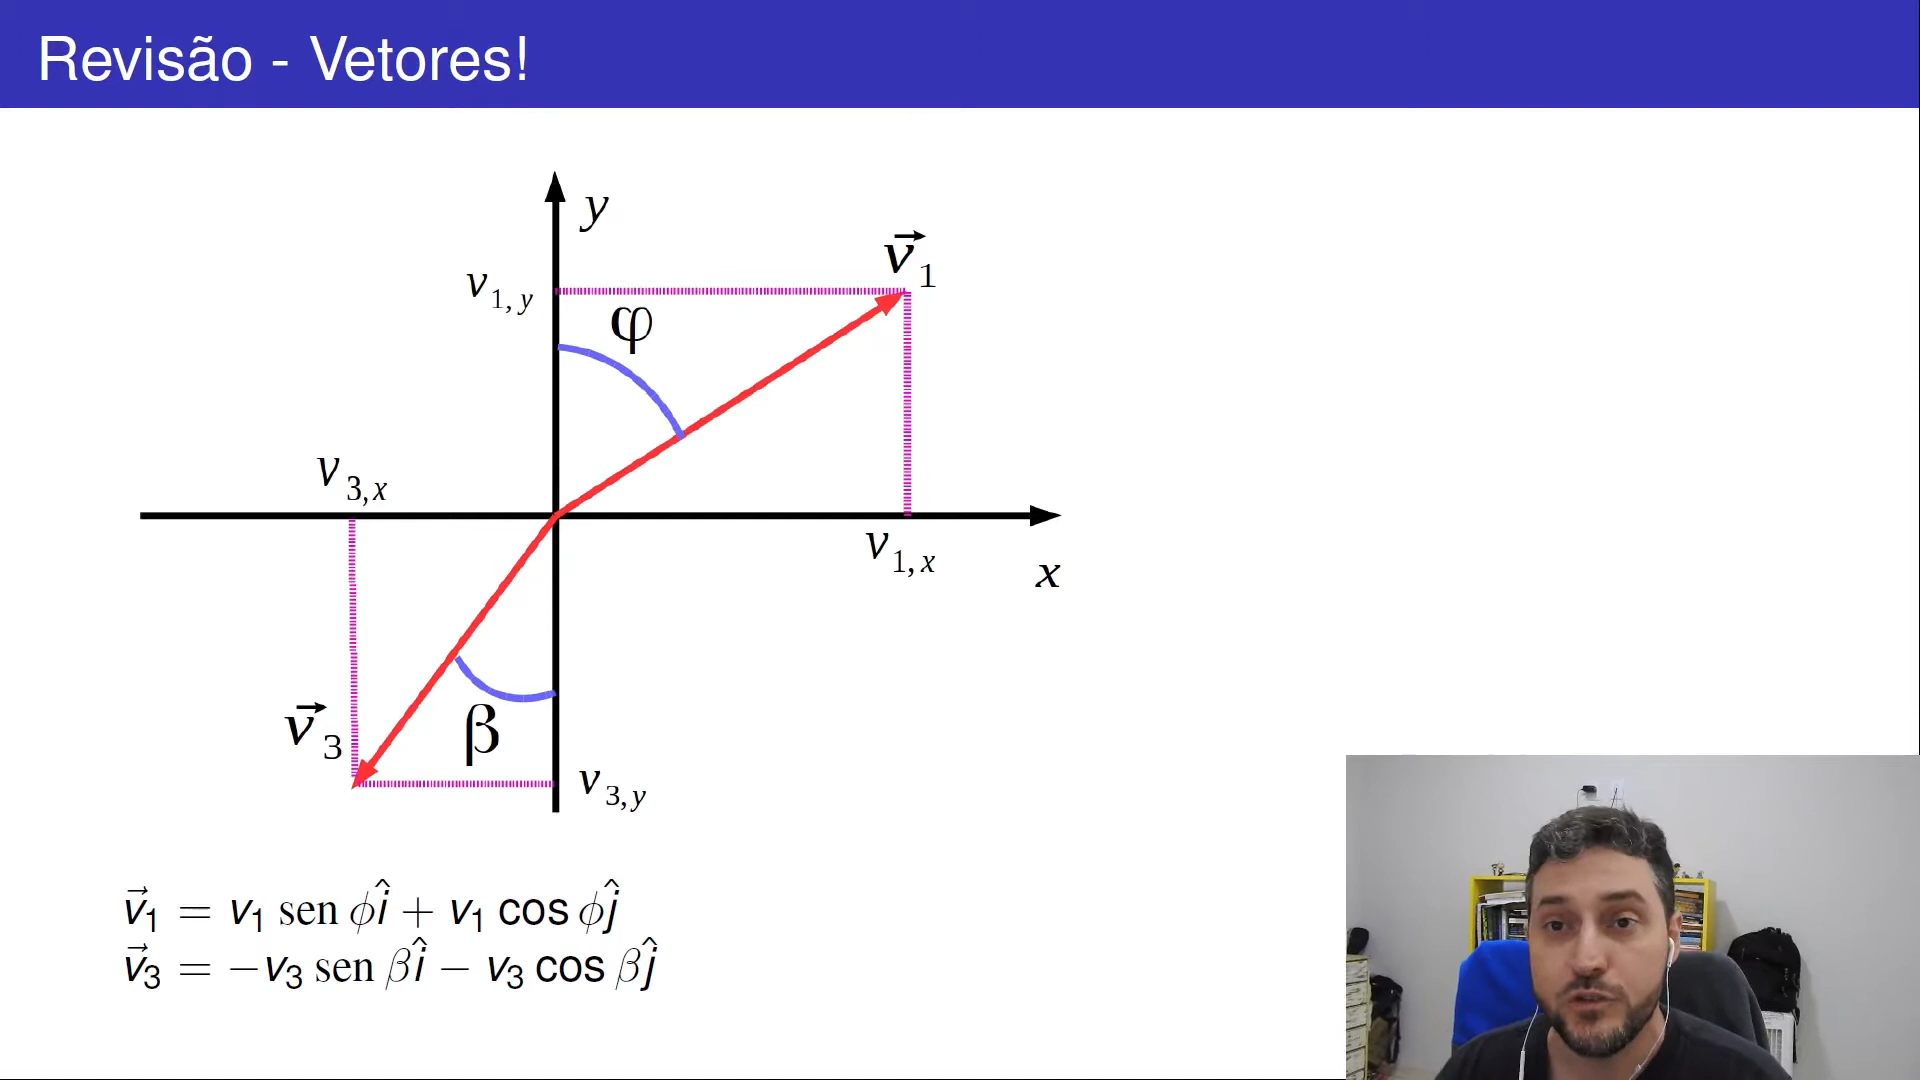 Revisão - Vetores!
y
v⃗₁
v₁,y
φ
v₃,x
v₁,x
x
v⃗₃
β
v₃,y
v⃗₁ = v₁ sen ϕî + v₁ cos ϕĵ
v⃗₃ = −v₃ sen βî − v₃ cos βĵ